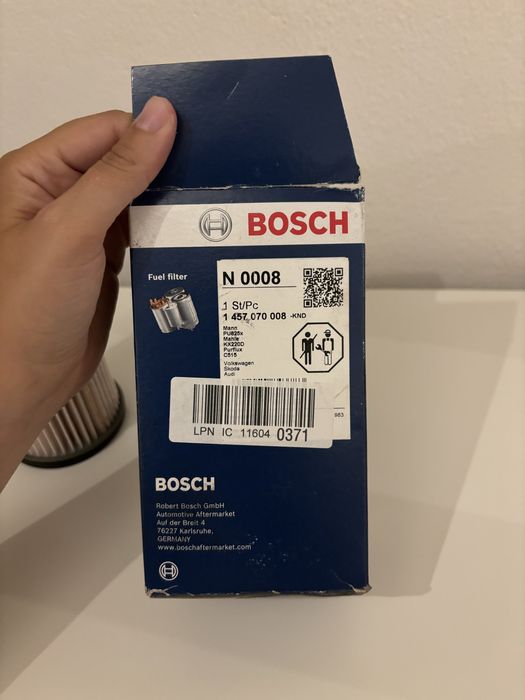 BOSCH
Fuel filter
N 0008
1 St/Pc
1 457 070 008 -KND
Mann
PU825x
Mahle
KX220D
Purflux
C515
Volkswagen
Skoda
Audi
983
LPN IC 11604 0371
BOSCH
Robert Bosch GmbH
Automotive Aftermarket
Auf der Breit 4
76227 Karlsruhe,
GERMANY
www.boschaftermarket.com